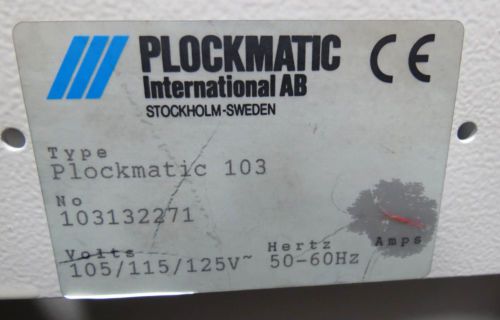 PLOCKMATIC
International AB
STOCKHOLM-SWEDEN
CE
Type
Plockmatic 103
No
103132271
Volts Hertz Amps
105/115/125V~ 50-60Hz